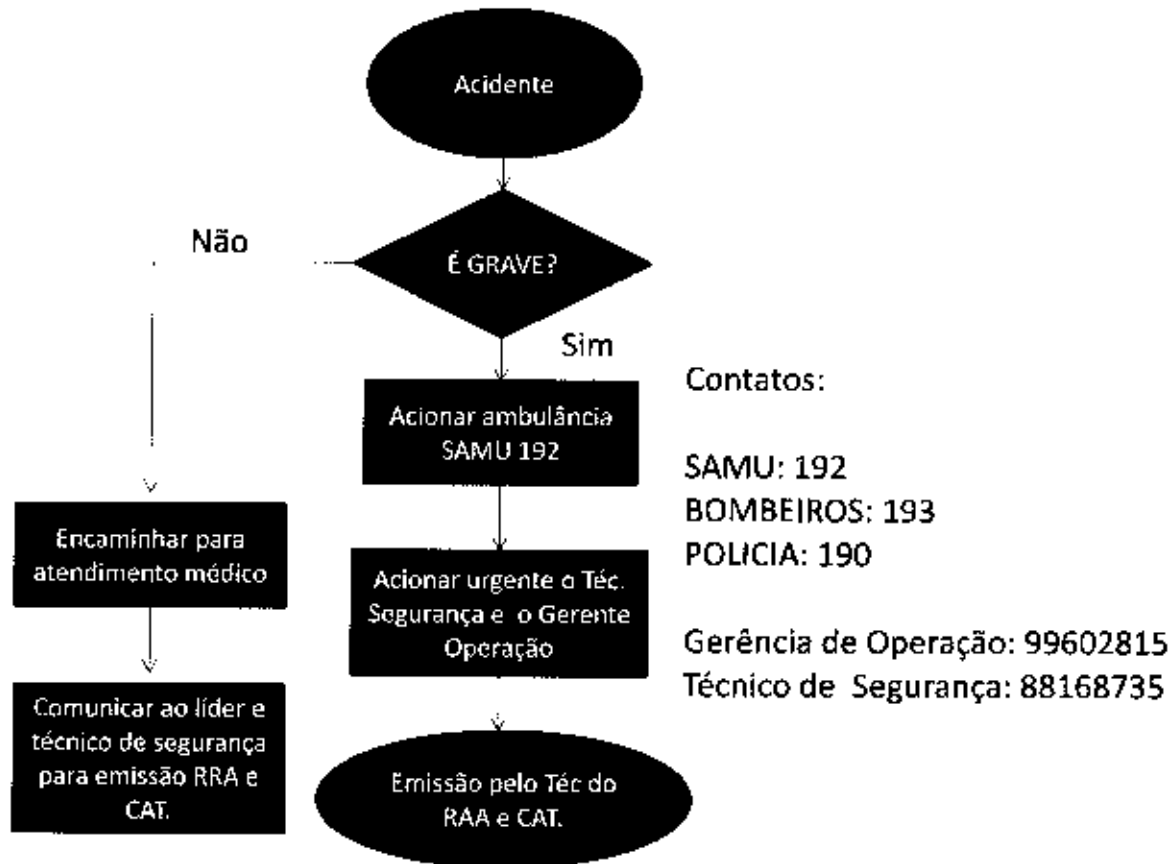 Acidente
É GRAVE?
Não
Sim
Acionar ambulância
SAMU 192
Acionar urgente o Téc.
Segurança e o Gerente
Operação
Emissão pelo Téc do
RAA e CAT.
Encaminhar para
atendimento médico
Comunicar ao líder e
técnico de segurança
para emissão RRA e
CAT.
Contatos:
SAMU: 192
BOMBEIROS: 193
POLICIA: 190
Gerência de Operação: 99602815
Técnico de Segurança: 88168735